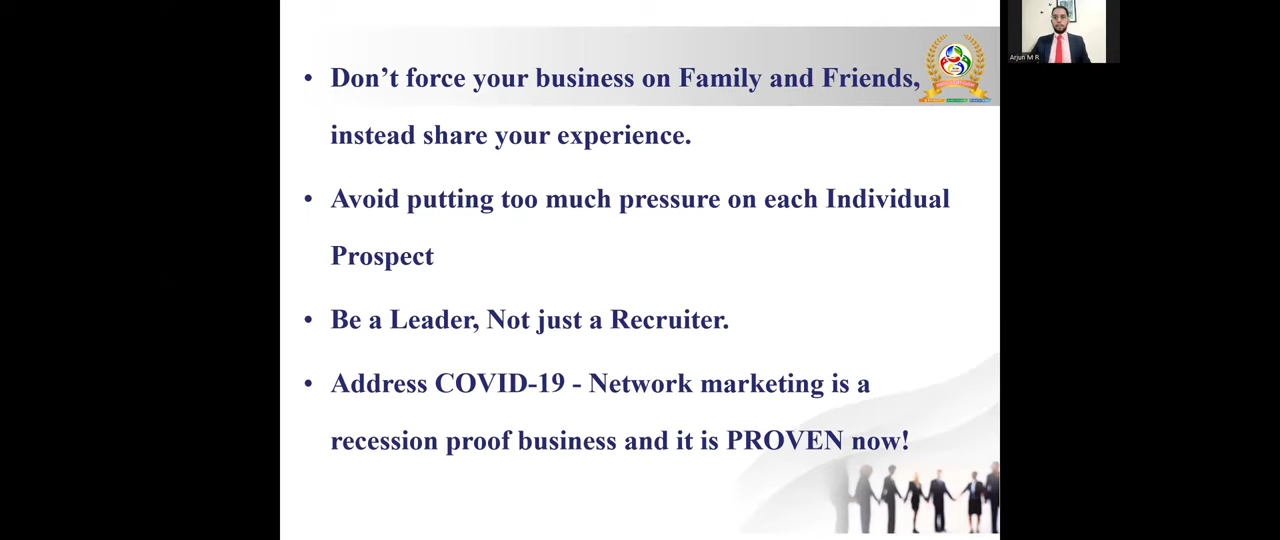 Don't force your business on Family and Friends,
instead share your experience.
Avoid putting too much pressure on each Individual
Prospect
Be a Leader, Not just a Recruiter.
Address COVID-19 - Network marketing is a
recession proof business and it is PROVEN now!
Arjun M R